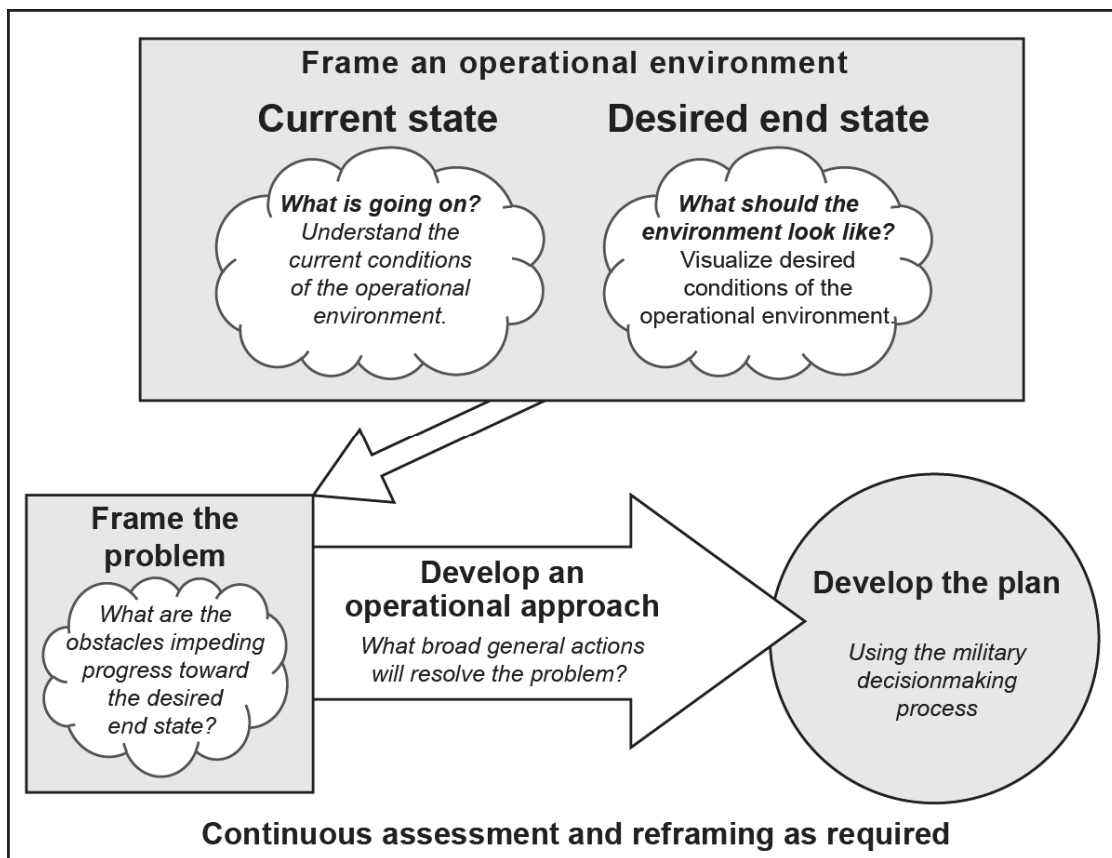 Frame an operational environment
Current state
What is going on?
Understand the
current conditions
of the operational
environment.
Desired end state
What should the
environment look like?
Visualize desired
conditions of the
operational environment.
Frame the
problem
What are the
obstacles impeding
progress toward
the desired
end state?
Develop an
operational approach
What broad general actions
will resolve the problem?
Develop the plan
Using the military
decisionmaking
process
Continuous assessment and reframing as required